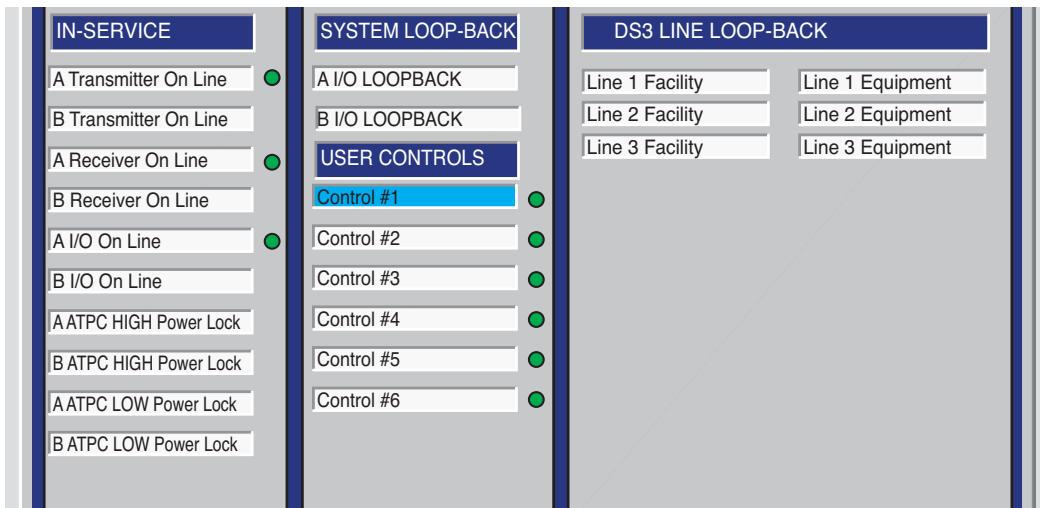 IN-SERVICE
A Transmitter On Line
B Transmitter On Line
A Receiver On Line
B Receiver On Line
A I/O On Line
B I/O On Line
A ATPC HIGH Power Lock
B ATPC HIGH Power Lock
A ATPC LOW Power Lock
B ATPC LOW Power Lock
SYSTEM LOOP-BACK
A I/O LOOPBACK
B I/O LOOPBACK
USER CONTROLS
Control #1
Control #2
Control #3
Control #4
Control #5
Control #6
DS3 LINE LOOP-BACK
Line 1 Facility
Line 1 Equipment
Line 2 Facility
Line 2 Equipment
Line 3 Facility
Line 3 Equipment